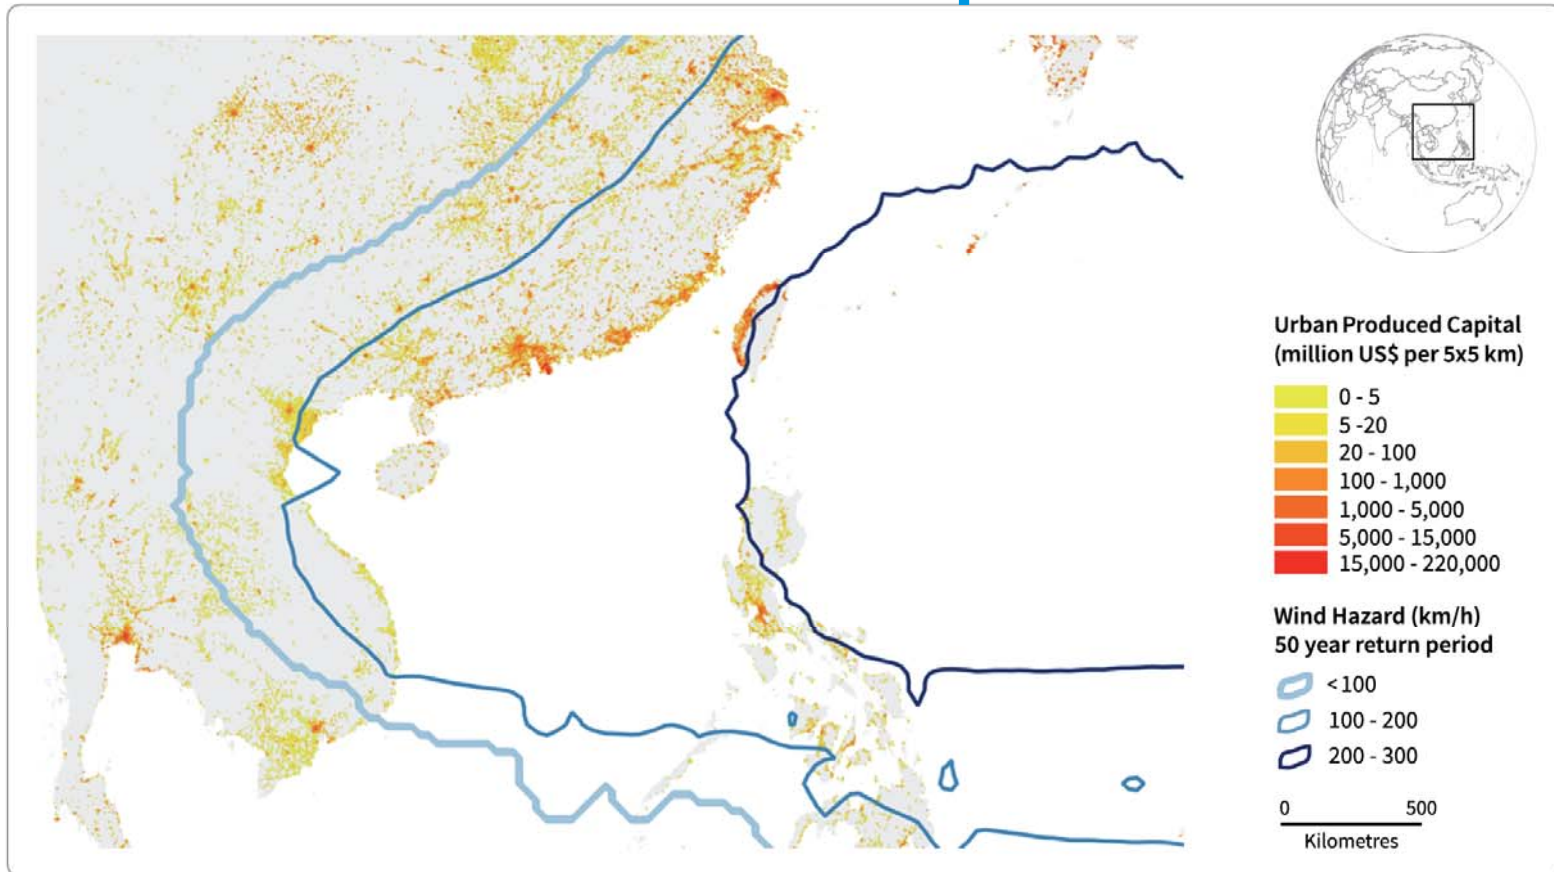 Urban Produced Capital
(million US$ per 5x5 km)
0 - 5
5 -20
20 - 100
100 - 1,000
1,000 - 5,000
5,000 - 15,000
15,000 - 220,000
Wind Hazard (km/h)
50 year return period
<100
100 - 200
200 - 300
0 500
Kilometres